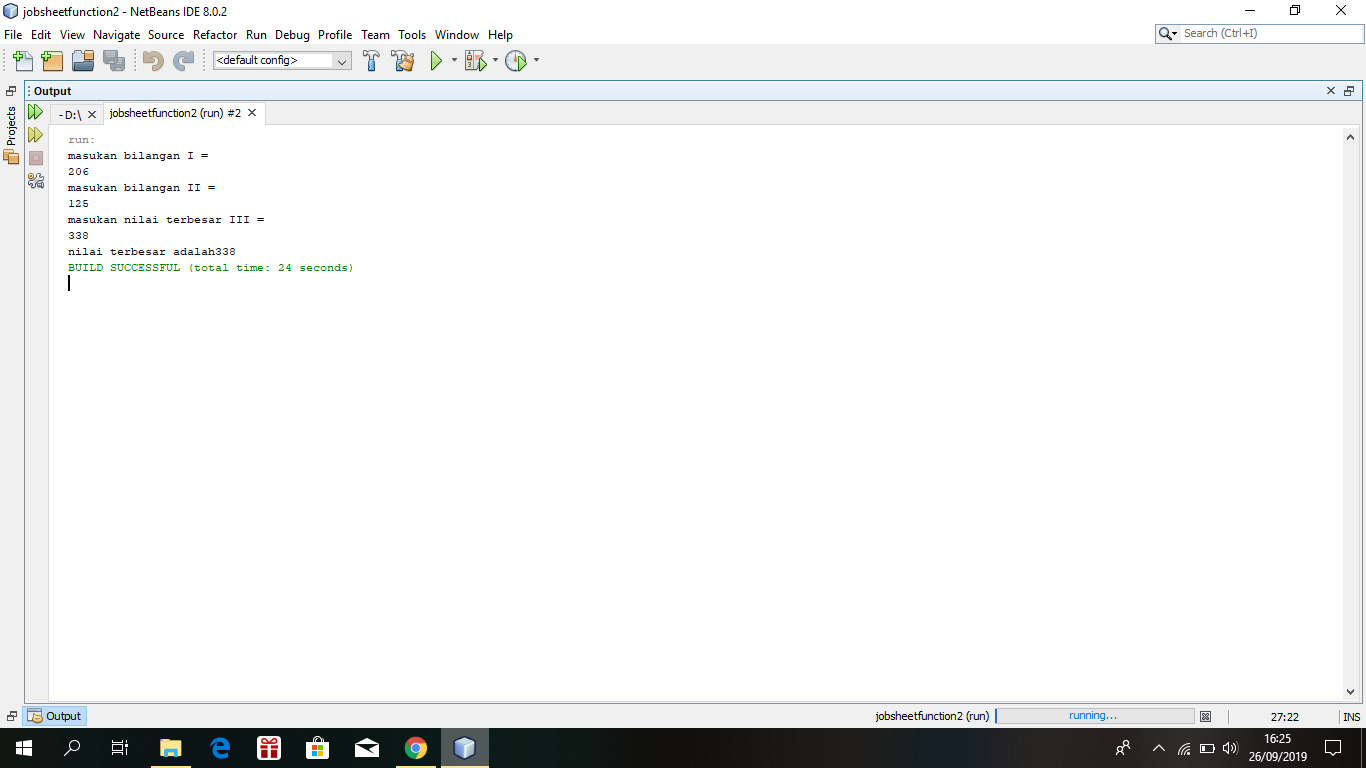 jobsheetfunction2 - NetBeans IDE 8.0.2
File Edit View Navigate Source Refactor Run Debug Profile Team Tools Window Help
Search (Ctrl+I)
<default config>
Output
Projects
-D:\
jobsheetfunction2 (run) #2
run:
masukan bilangan I =
206
masukan bilangan II =
125
masukan nilai terbesar III =
338
nilai terbesar adalah338
BUILD SUCCESSFUL (total time: 24 seconds)
Output
jobsheetfunction2 (run)
running...
27:22
INS
16:25
26/09/2019